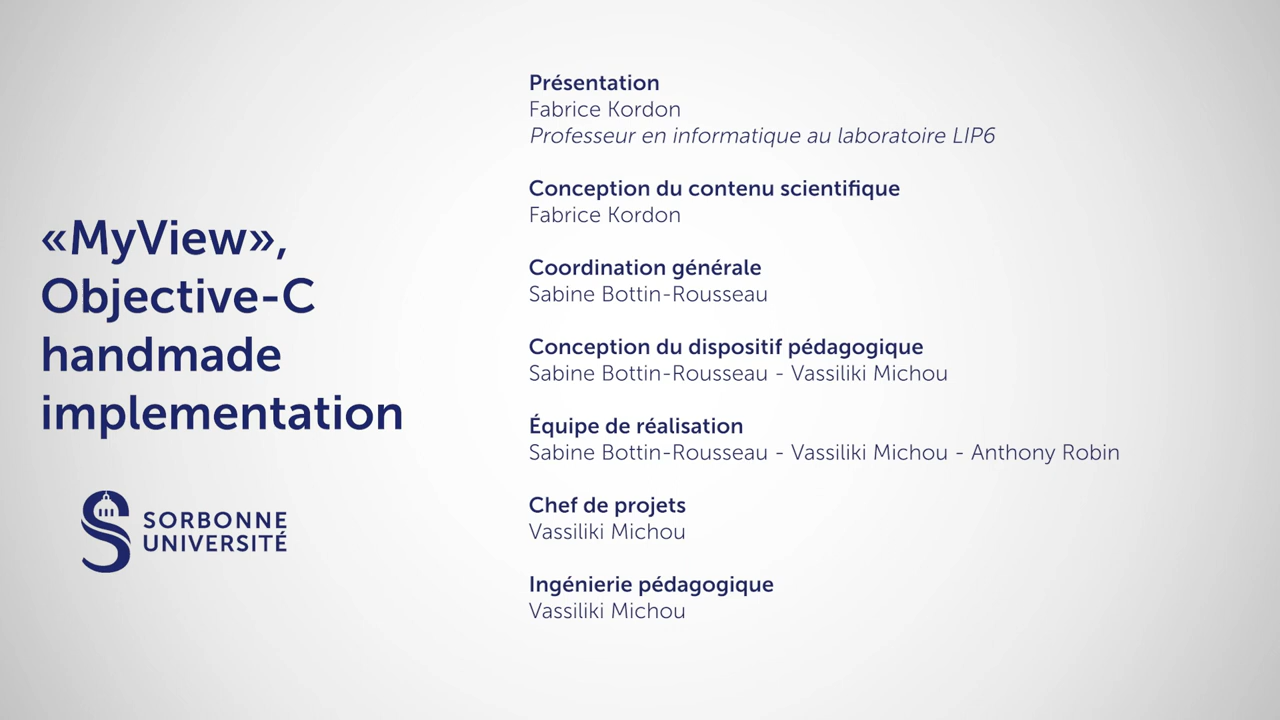 «MyView»,
Objective-C
handmade
implementation
SORBONNE
UNIVERSITÉ
Présentation
Fabrice Kordon
Professeur en informatique au laboratoire LIP6
Conception du contenu scientifique
Fabrice Kordon
Coordination générale
Sabine Bottin-Rousseau
Conception du dispositif pédagogique
Sabine Bottin-Rousseau - Vassiliki Michou
Équipe de réalisation
Sabine Bottin-Rousseau - Vassiliki Michou - Anthony Robin
Chef de projets
Vassiliki Michou
Ingénierie pédagogique
Vassiliki Michou